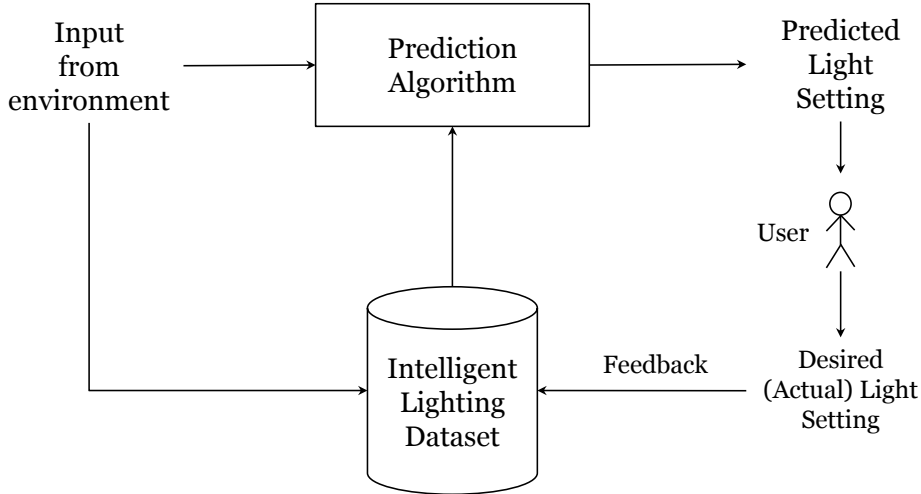 Input
from
environment
Prediction
Algorithm
Predicted
Light
Setting
User
Intelligent
Lighting
Dataset
Feedback
Desired
(Actual) Light
Setting